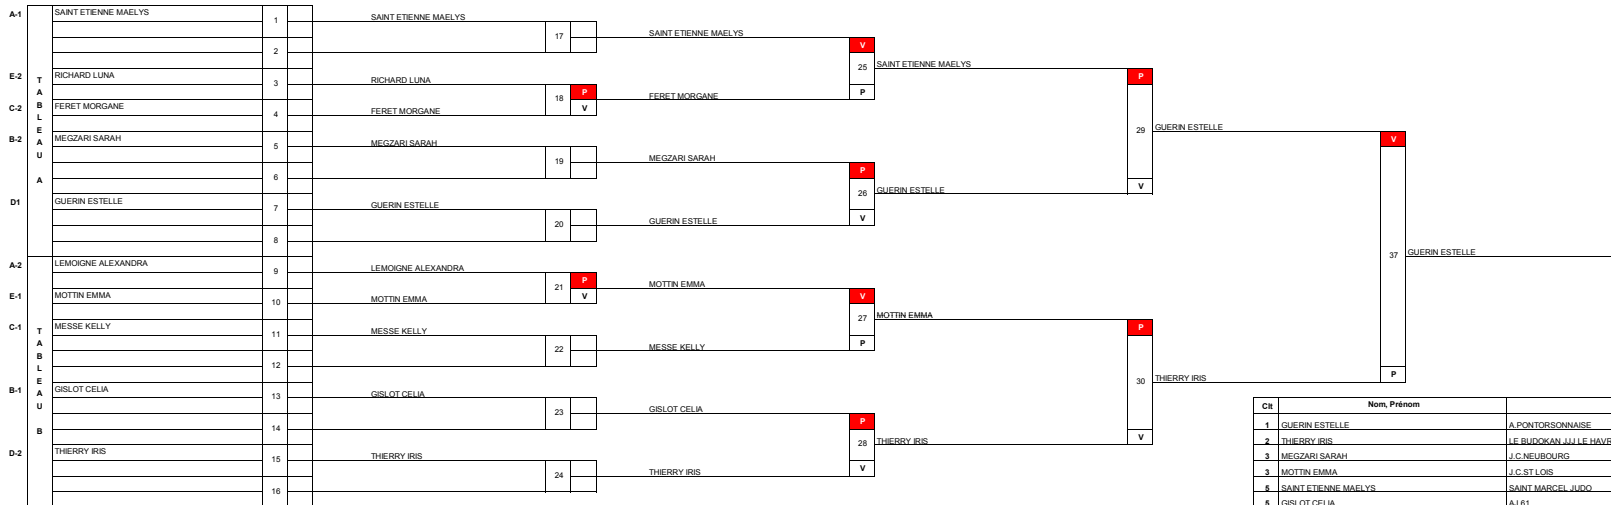 A-1 SAINT ETIENNE MAELYS 1 SAINT ETIENNE MAELYS
17 SAINT ETIENNE MAELYS
2 V
25 SAINT ETIENNE MAELYS
E-2 RICHARD LUNA 3 RICHARD LUNA P
18 P FERET MORGANE P
C-2 FERET MORGANE 4 FERET MORGANE V
29 GUERIN ESTELLE
B-2 MEGZARI SARAH 5 MEGZARI SARAH V
19 MEGZARI SARAH
6 P
26 GUERIN ESTELLE V
D1 GUERIN ESTELLE 7 GUERIN ESTELLE
20 GUERIN ESTELLE V
8
TABLEAU A
37 GUERIN ESTELLE
A-2 LEMOIGNE ALEXANDRA 9 LEMOIGNE ALEXANDRA
21 P MOTTIN EMMA
E-1 MOTTIN EMMA 10 MOTTIN EMMA V V
27 MOTTIN EMMA
C-1 MESSE KELLY 11 MESSE KELLY P
22 MESSE KELLY P
12
30 THIERRY IRIS P
B-1 GISLOT CELIA 13 GISLOT CELIA
23 GISLOT CELIA
14 P
28 THIERRY IRIS V
D-2 THIERRY IRIS 15 THIERRY IRIS
24 THIERRY IRIS V
16
TABLEAU B
Clt Nom, Prénom
1 GUERIN ESTELLE A.PONTORSONNAISE
2 THIERRY IRIS LE BUDOKAN JJJ LE HAVR
3 MEGZARI SARAH J.C.NEUBOURG
3 MOTTIN EMMA J.C.ST LOIS
5 SAINT ETIENNE MAELYS SAINT MARCEL JUDO
5 GISLOT CELIA AJ 61